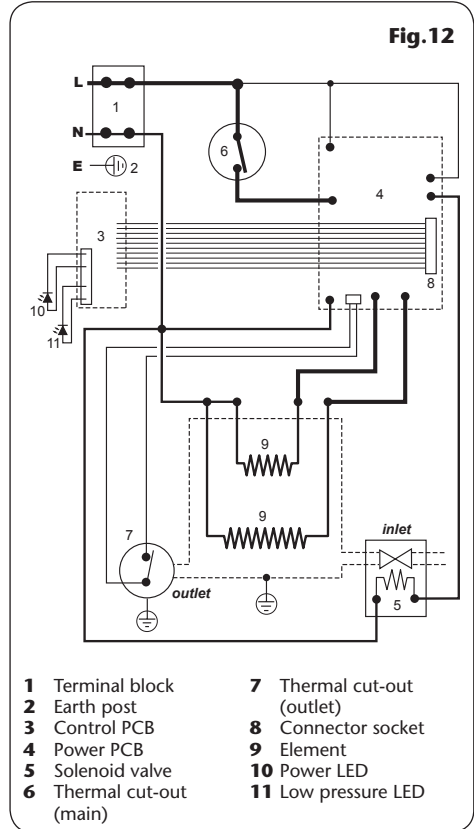 Fig.12
L
1
N
E
2
6
4
3
8
10
11
9
9
7
inlet
outlet
5
1 Terminal block
2 Earth post
3 Control PCB
4 Power PCB
5 Solenoid valve
6 Thermal cut-out
(main)
7 Thermal cut-out
(outlet)
8 Connector socket
9 Element
10 Power LED
11 Low pressure LED